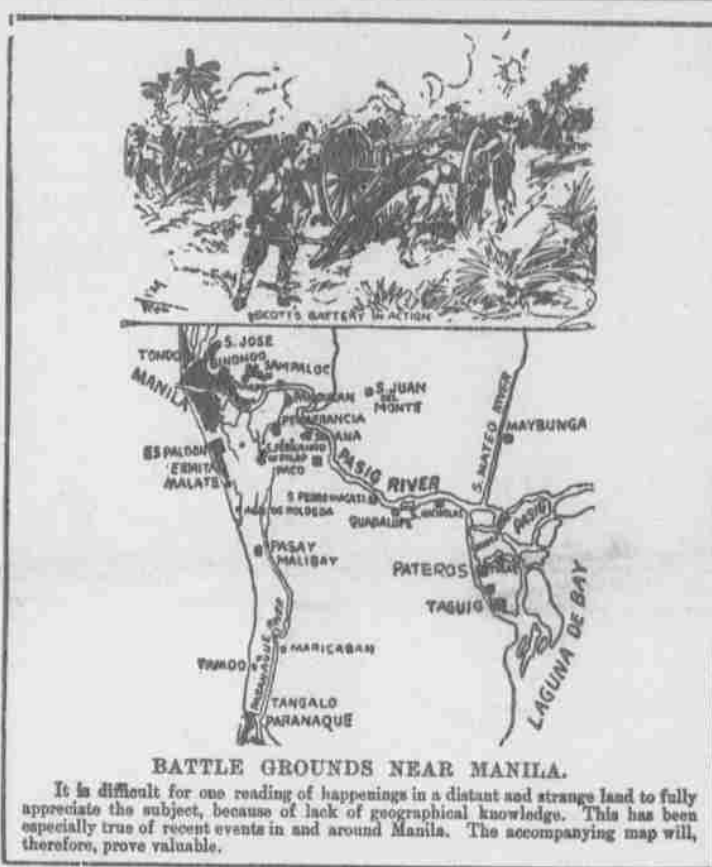 SCOTT'S BATTERY IN ACTION
S. JOSE
TONDO
BINONDO
SAMPALOC
MANILA
S. JUAN
DEL
MONTE
S. MATEO RIVER
MAYBUNGA
ERMITA
PACO
MALATE
PASIG RIVER
GUADALUPE
S. NICHOLAS
PASIG
PASAY
MALIBAY
PATEROS
TAGUIG
LAGUNA DE BAY
MARICABAN
PARANAQUE RIVER
TANGALO
PARANAQUE
BATTLE GROUNDS NEAR MANILA.
It is difficult for one reading of happenings in a distant and strange land to fully
appreciate the subject, because of lack of geographical knowledge. This has been
especially true of recent events in and around Manila. The accompanying map will,
therefore, prove valuable.